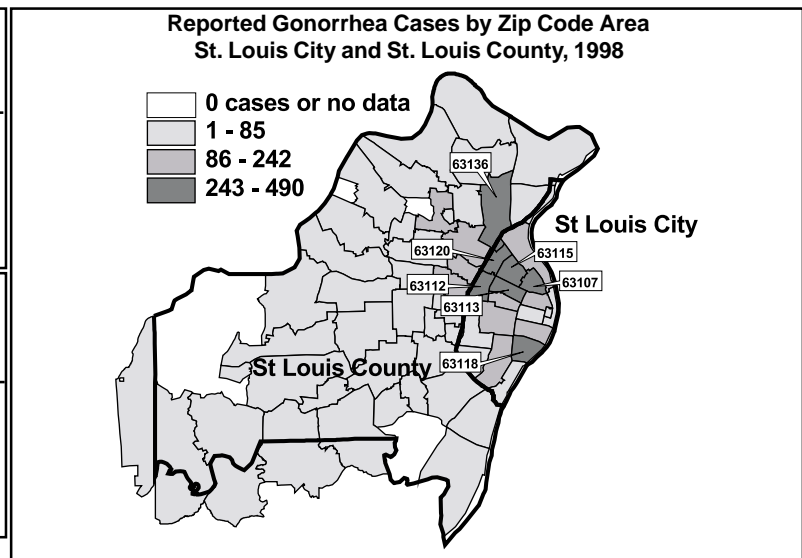 Reported Gonorrhea Cases by Zip Code Area
St. Louis City and St. Louis County, 1998
0 cases or no data
1 - 85
86 - 242
243 - 490
63136
St Louis City
63120
63115
63112
63107
63113
63118
St Louis County